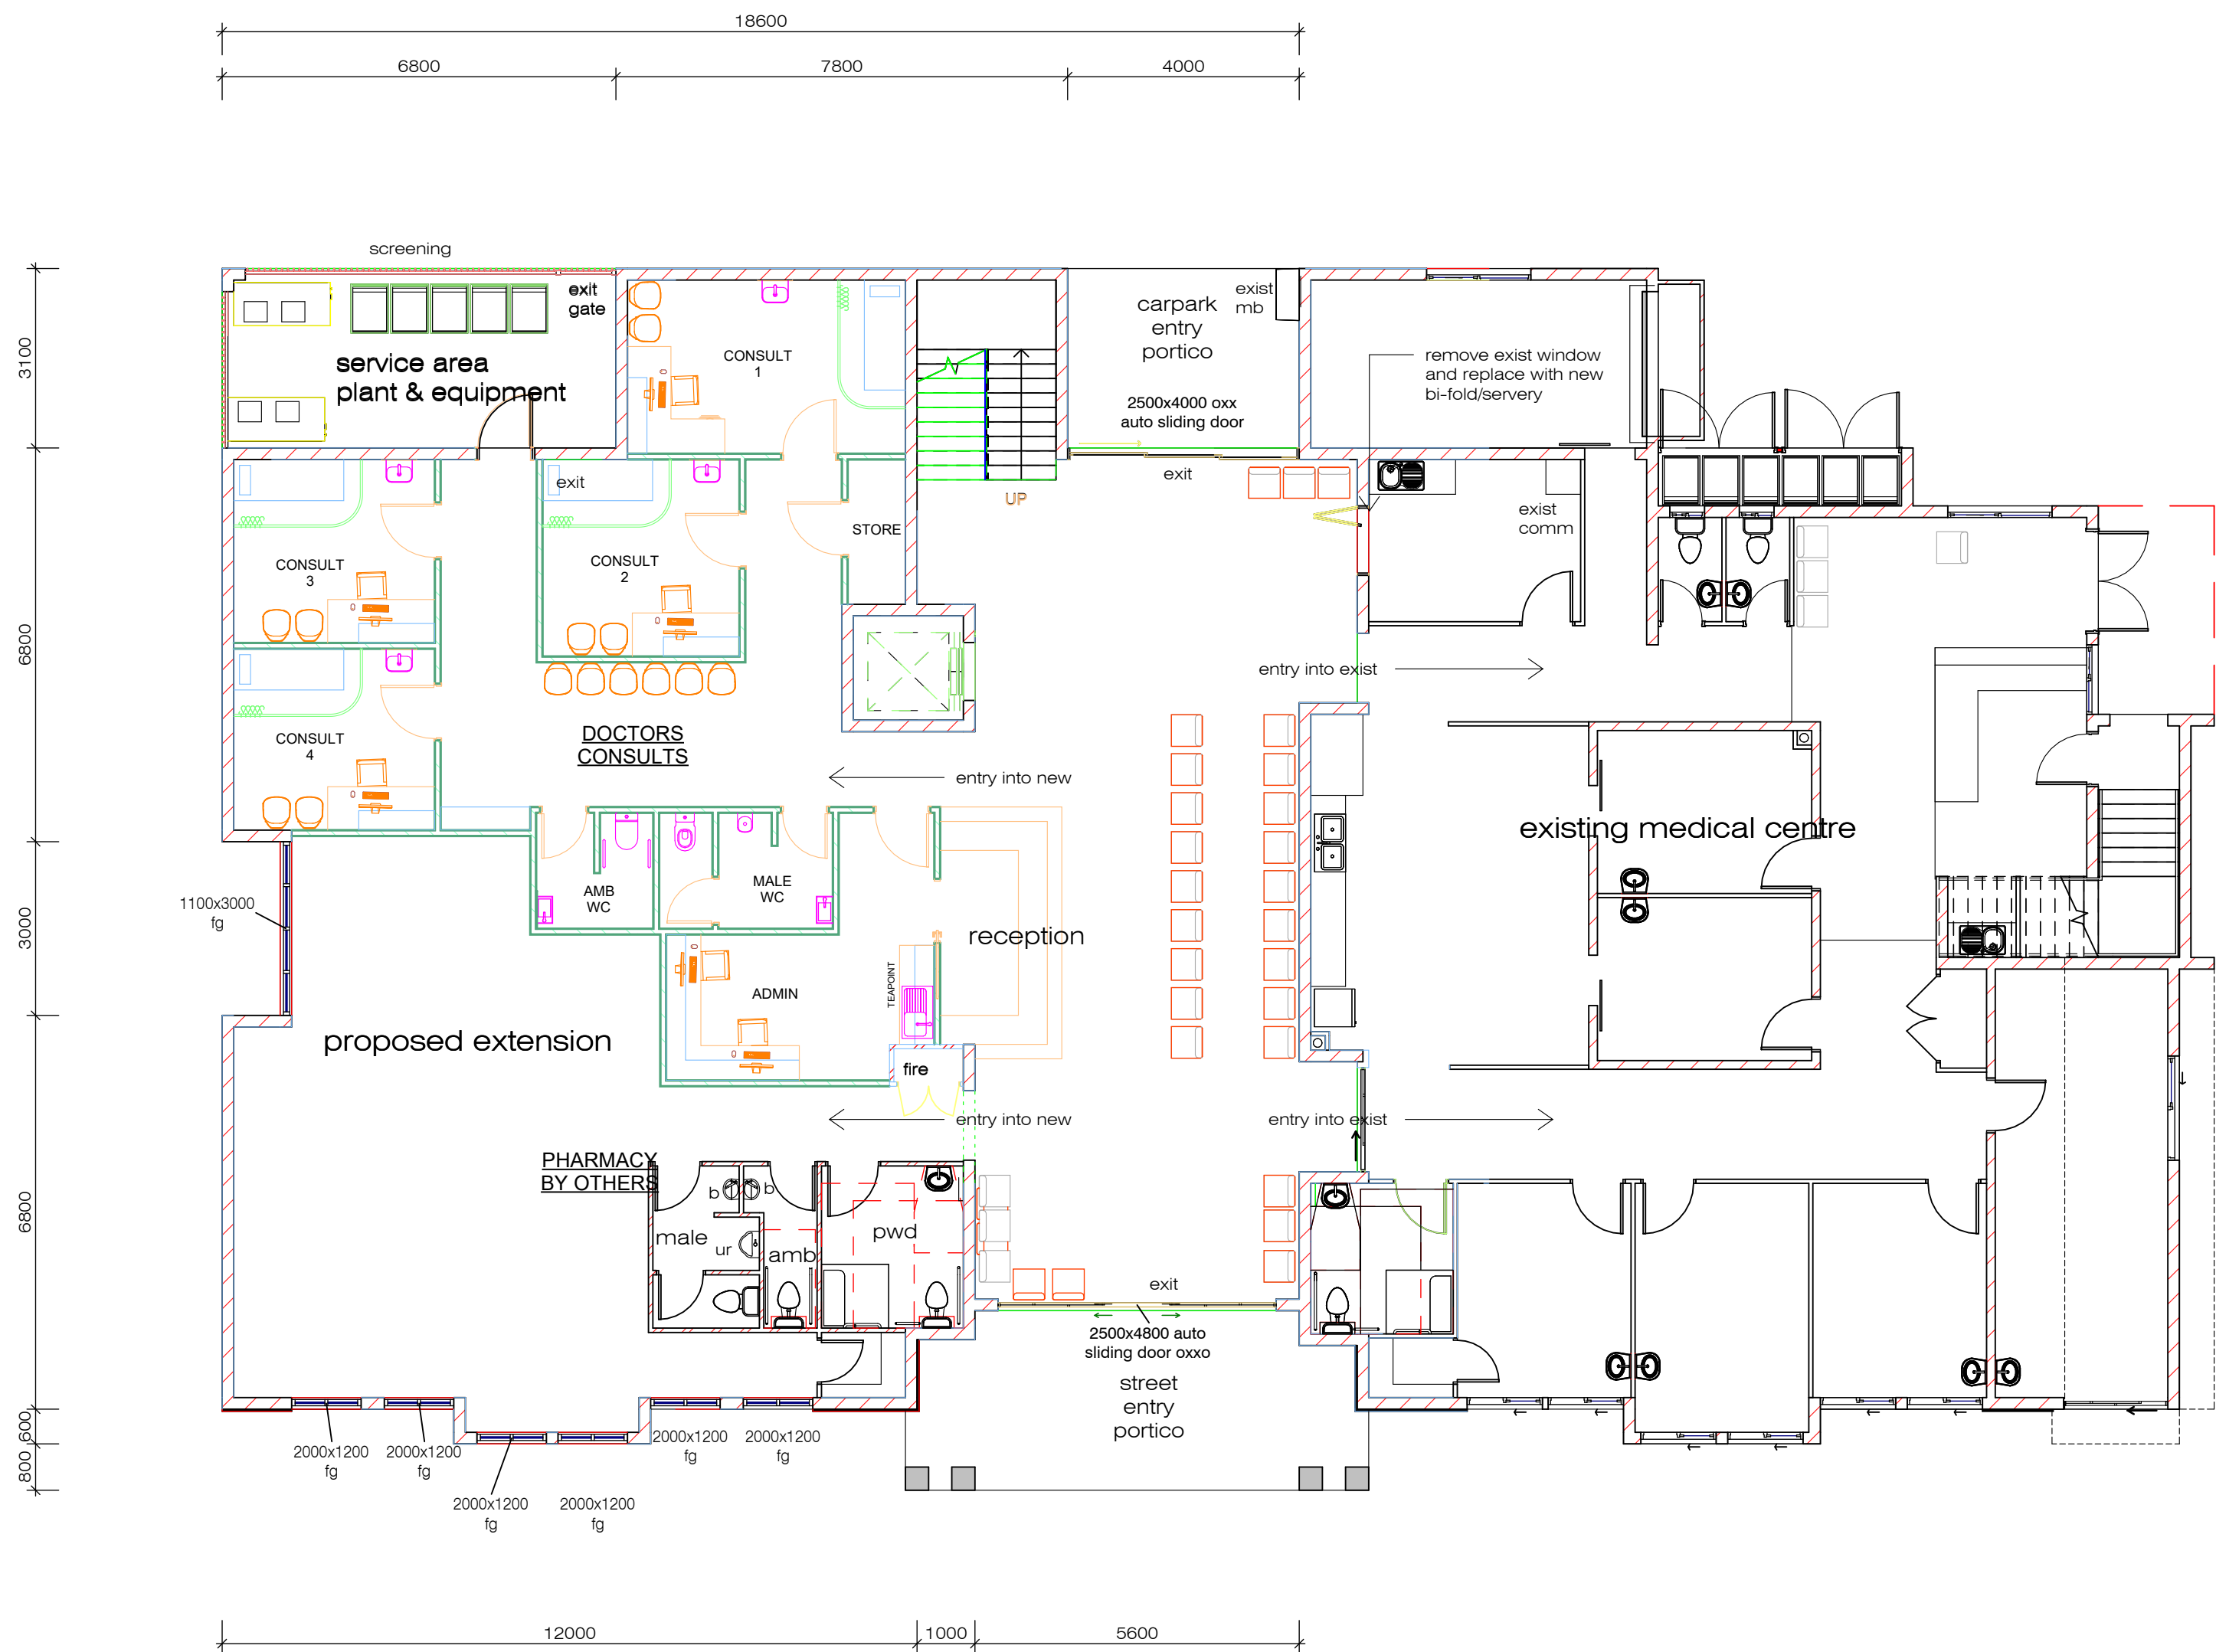 18600
6800
7800
4000
screening
exit
gate
service area
plant & equipment
CONSULT
1
carpark
entry
portico
exist
mb
2500x4000 oxx
auto sliding door
remove exist window
and replace with new
bi-fold/servery
3100
exit
exit
UP
STORE
exist
comm
CONSULT
3
CONSULT
2
6800
entry into exist
CONSULT
4
DOCTORS
CONSULTS
entry into new
existing medical centre
AMB
WC
MALE
WC
1100x3000
fg
3000
reception
ADMIN
TEAPOINT
proposed extension
fire
entry into new
entry into exist
PHARMACY
BY OTHERS
b
b
male
ur
amb
pwd
6800
exit
2500x4800 auto
sliding door oxxo
street
entry
portico
600
800
2000x1200
fg
2000x1200
fg
2000x1200
fg
2000x1200
fg
2000x1200
fg
2000x1200
fg
12000
1000
5600